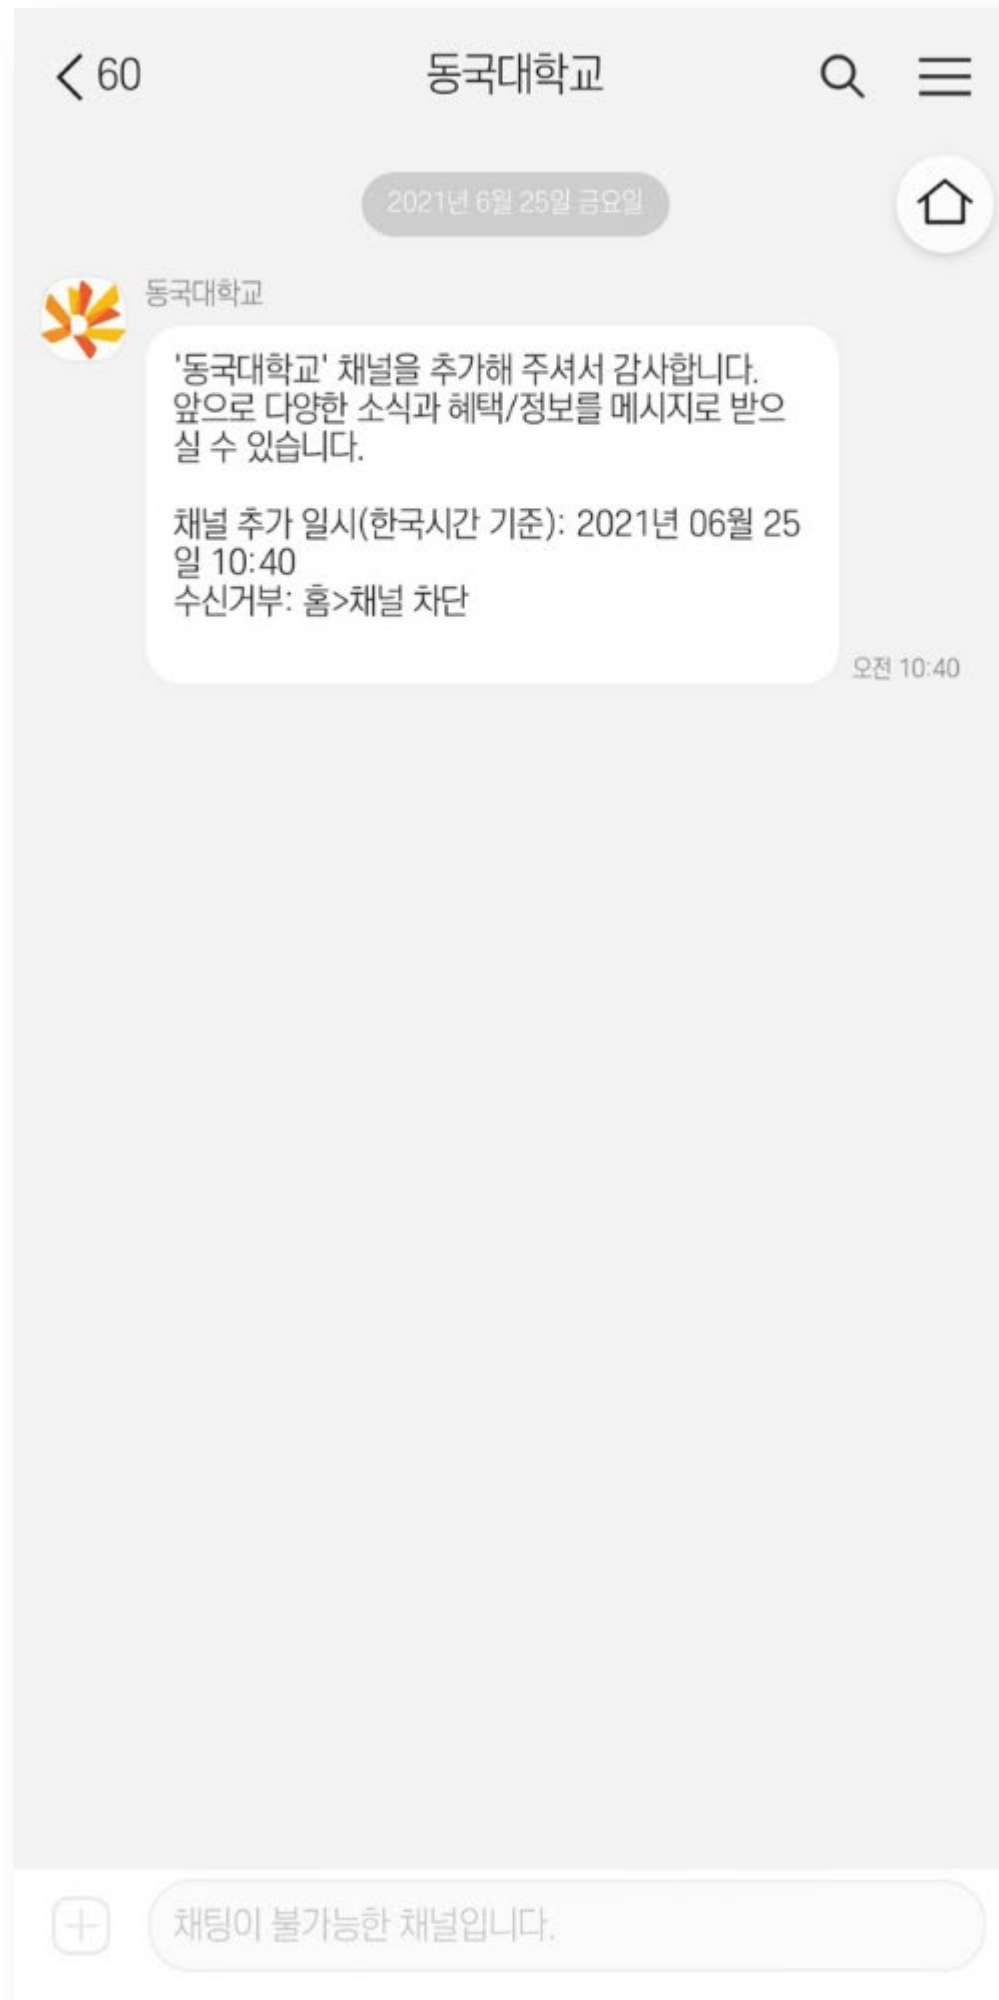 60
동국대학교
2021년 6월 25일 금요일
동국대학교
'동국대학교' 채널을 추가해 주셔서 감사합니다.
앞으로 다양한 소식과 혜택/정보를 메시지로 받으
실 수 있습니다.
채널 추가 일시(한국시간 기준): 2021년 06월 25
일 10:40
수신거부: 홈>채널 차단
오전 10:40
채팅이 불가능한 채널입니다.